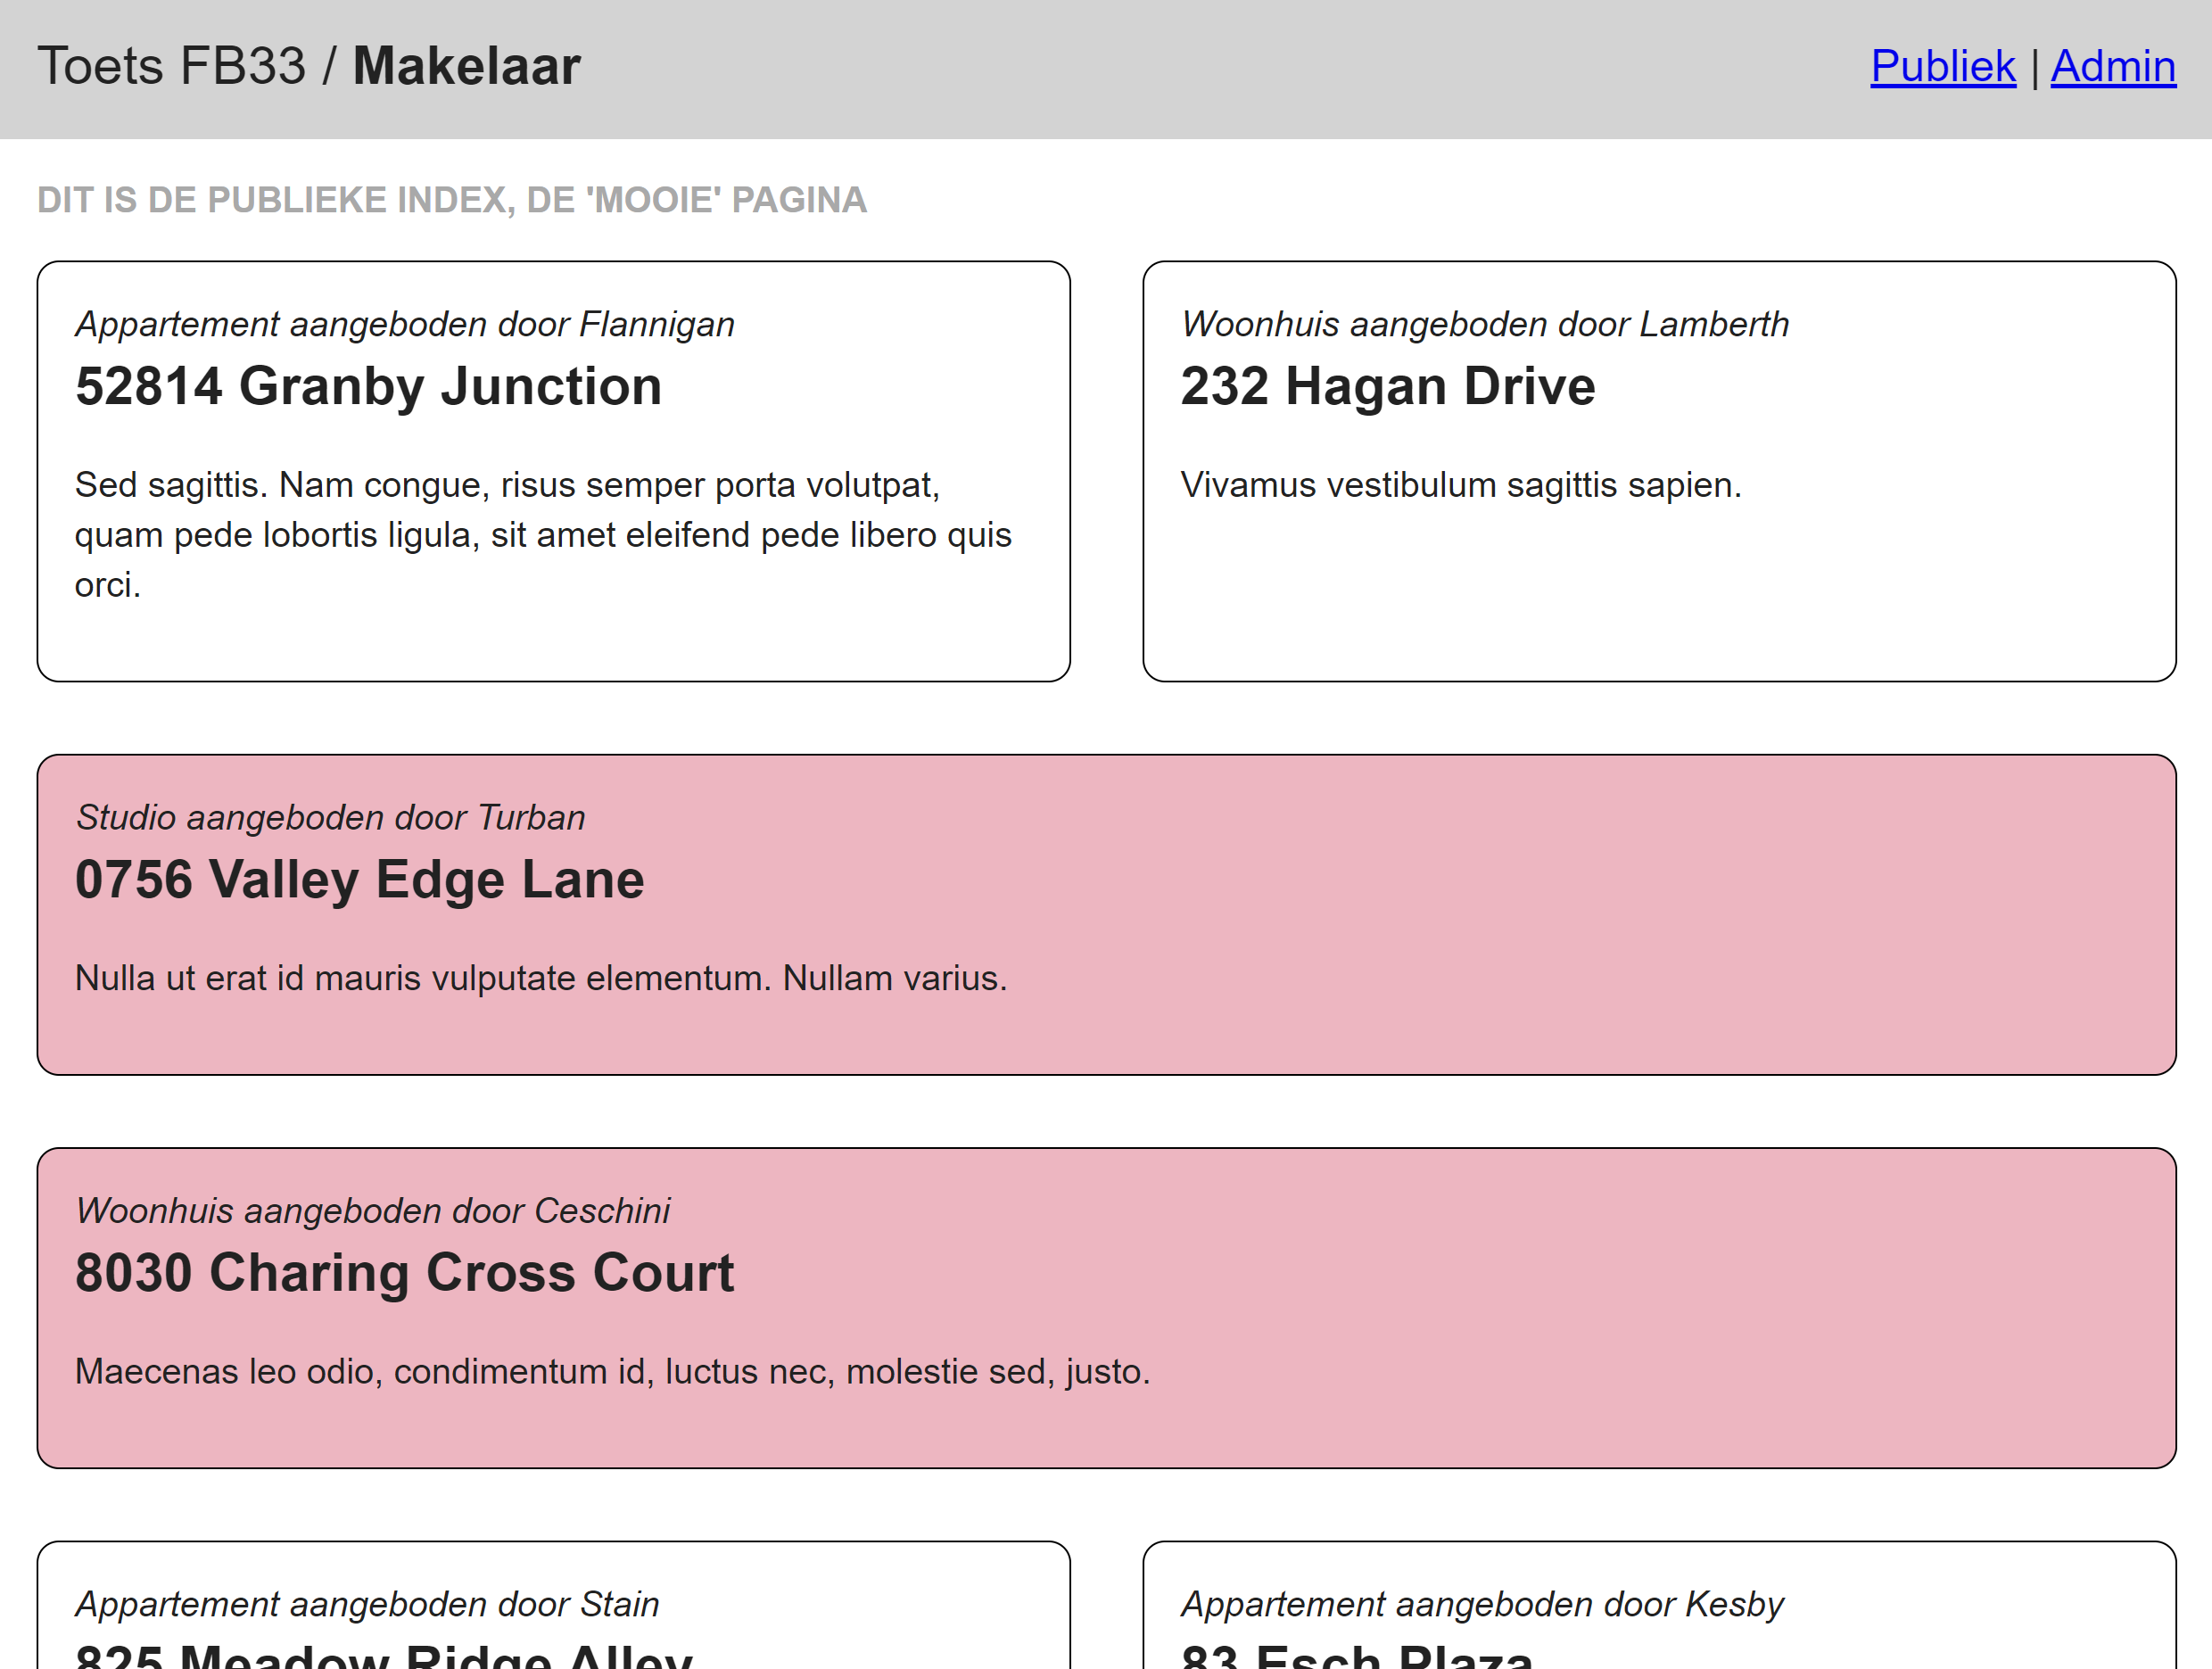 Toets FB33 / Makelaar
Publiek | Admin
DIT IS DE PUBLIEKE INDEX, DE 'MOOIE' PAGINA
Appartement aangeboden door Flannigan
52814 Granby Junction
Sed sagittis. Nam congue, risus semper porta volutpat,
quam pede lobortis ligula, sit amet eleifend pede libero quis
orci.
Woonhuis aangeboden door Lamberth
232 Hagan Drive
Vivamus vestibulum sagittis sapien.
Studio aangeboden door Turban
0756 Valley Edge Lane
Nulla ut erat id mauris vulputate elementum. Nullam varius.
Woonhuis aangeboden door Ceschini
8030 Charing Cross Court
Maecenas leo odio, condimentum id, luctus nec, molestie sed, justo.
Appartement aangeboden door Stain
825 Meadow Ridge Alley
Appartement aangeboden door Kesby
83 Esch Plaza